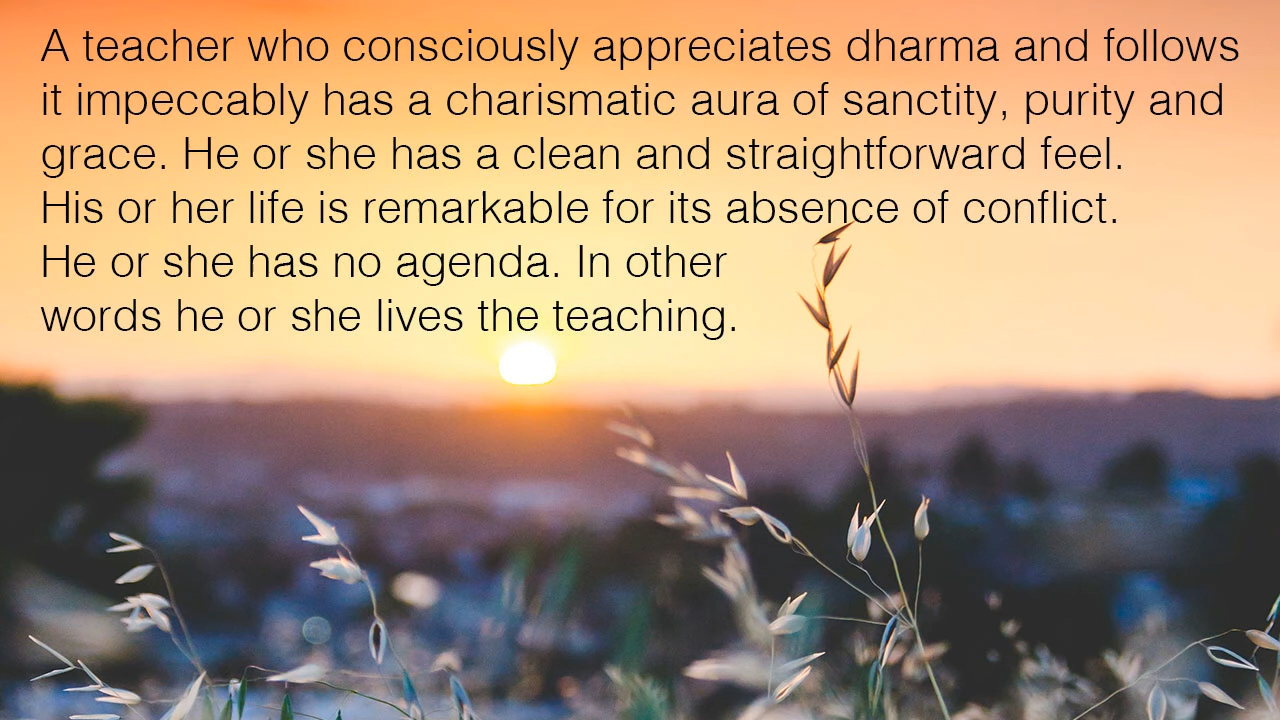 A teacher who consciously appreciates dharma and follows
it impeccably has a charismatic aura of sanctity, purity and
grace. He or she has a clean and straightforward feel.
His or her life is remarkable for its absence of conflict.
He or she has no agenda. In other
words he or she lives the teaching.